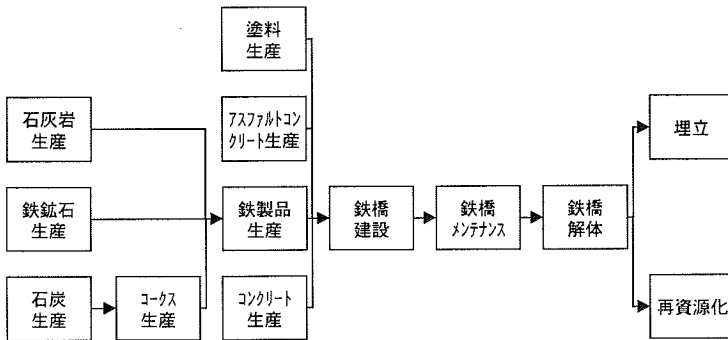 塗料
生産
石灰岩
生産
ｱｽﾌｧﾙﾄｺﾝ
ｸﾘｰﾄ生産
埋立
鉄鉱石
生産
鉄製品
生産
鉄橋
建設
鉄橋
ﾒﾝﾃﾅﾝｽ
鉄橋
解体
石炭
生産
ｺｰｸｽ
生産
ｺﾝｸﾘｰﾄ
生産
再資源化